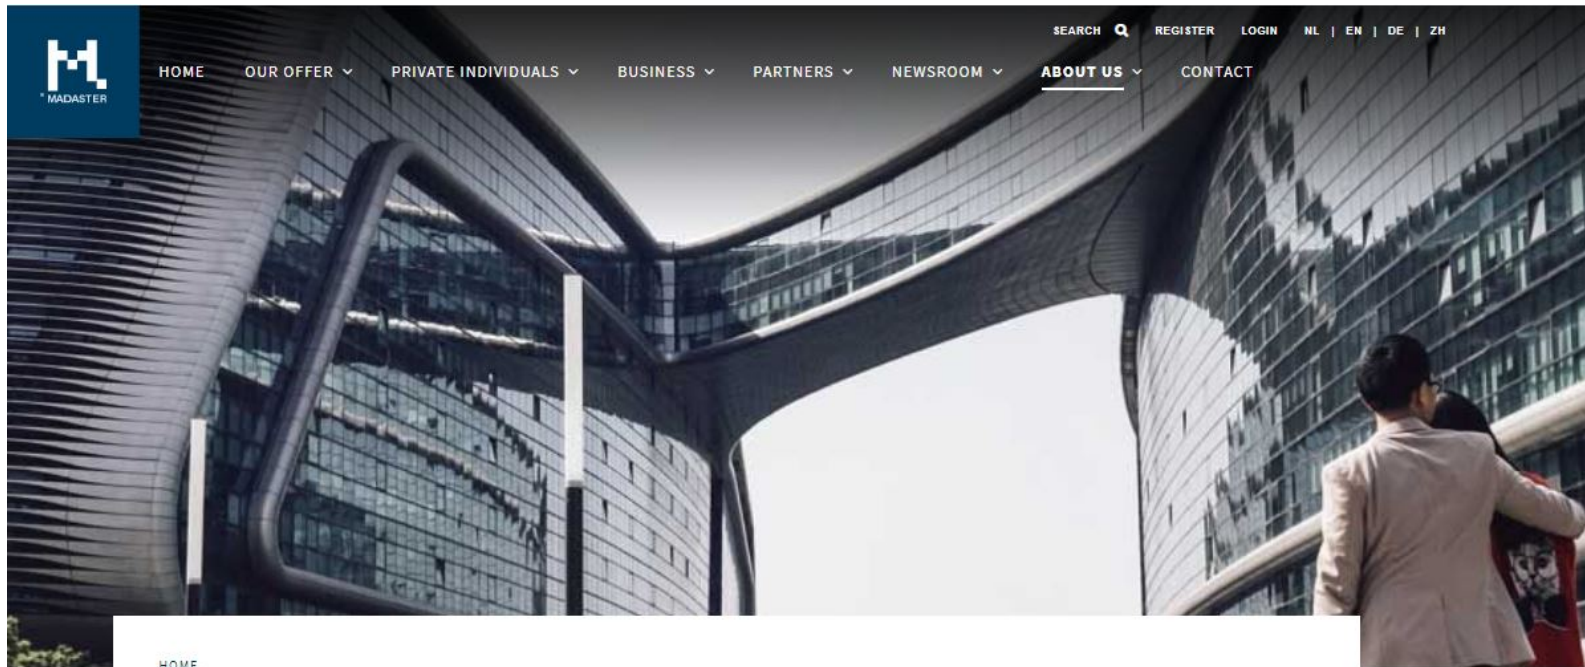 SEARCH REGISTER LOGIN NL | EN | DE | ZH
HOME OUR OFFER PRIVATE INDIVIDUALS BUSINESS PARTNERS NEWSROOM ABOUT US CONTACT
MADASTER
HOME